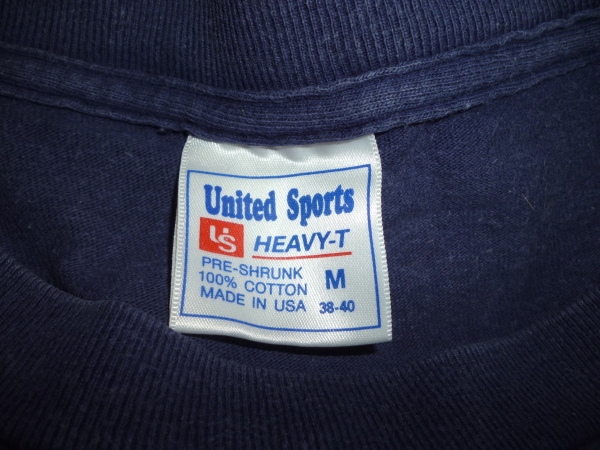 United Sports
US HEAVY-T
PRE-SHRUNK
100% COTTON M
MADE IN USA 38-40